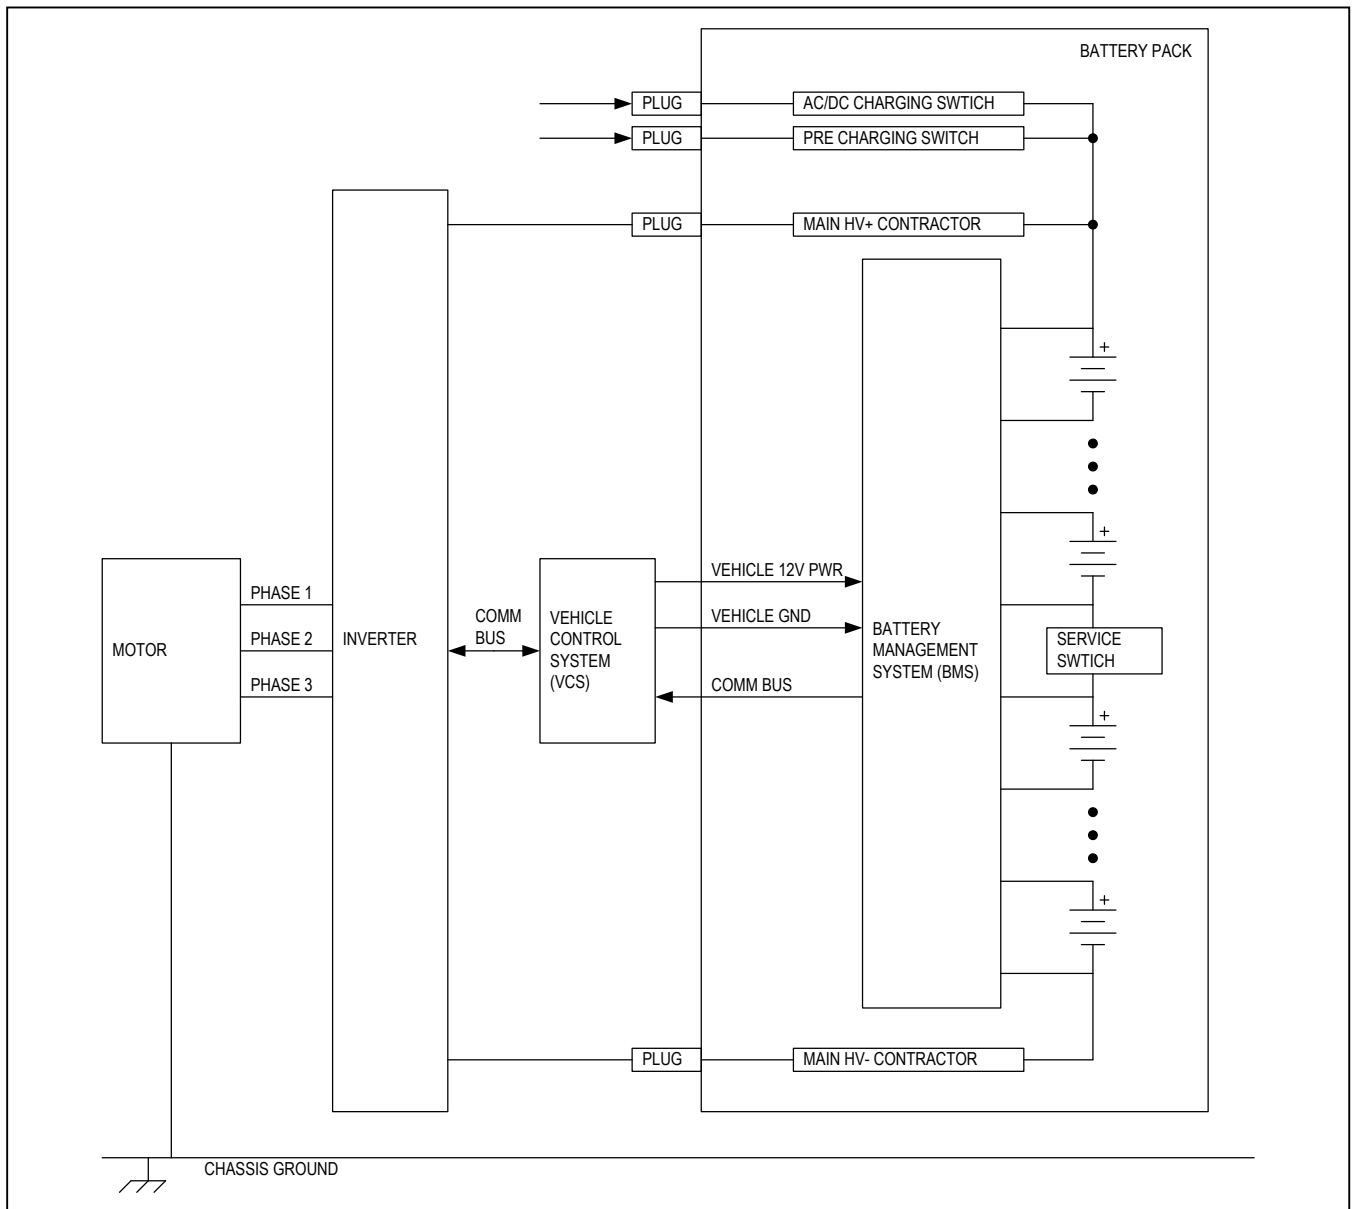 BATTERY PACK
PLUG
AC/DC CHARGING SWTICH
PLUG
PRE CHARGING SWITCH
PLUG
MAIN HV+ CONTRACTOR
+
+
VEHICLE 12V PWR
PHASE 1
COMM
BUS
VEHICLE
CONTROL
SYSTEM
(VCS)
VEHICLE GND
BATTERY
MANAGEMENT
SYSTEM (BMS)
SERVICE
SWTICH
MOTOR
PHASE 2
INVERTER
PHASE 3
COMM BUS
+
+
PLUG
MAIN HV- CONTRACTOR
CHASSIS GROUND